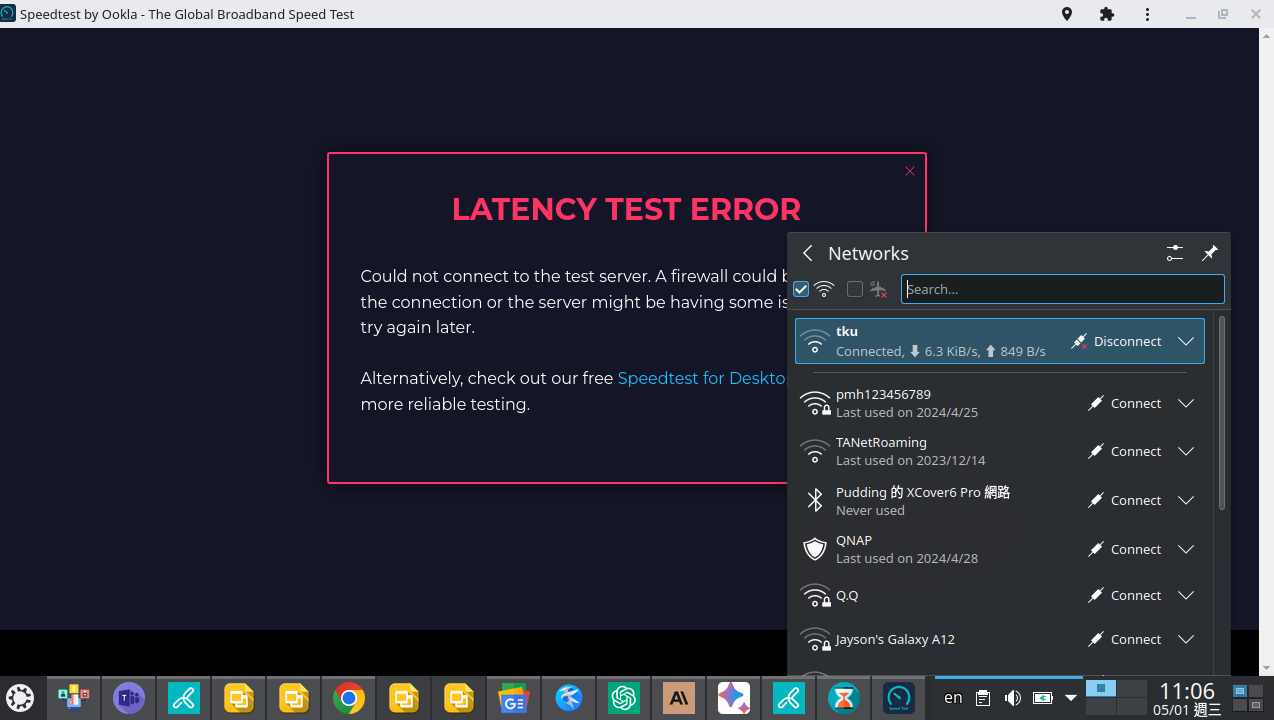 Speedtest by Ookla - The Global Broadband Speed Test
LATENCY TEST ERROR
Could not connect to the test server. A firewall could
the connection or the server might be having some
try again later.
Alternatively, check out our free Speedtest for
more reliable testing.
Networks
Search...
tku
Connected, 6.3 KiB/s, 849 B/s
Disconnect
pmh123456789
Last used on 2024/4/25
Connect
TANetRoaming
Last used on 2023/12/14
Connect
Pudding 的 XCover6 Pro 網路
Never used
Connect
QNAP
Last used on 2024/4/28
Connect
Q.Q
Connect
Jayson's Galaxy A12
Connect
GE
AI
en
11:06
05/01 週三